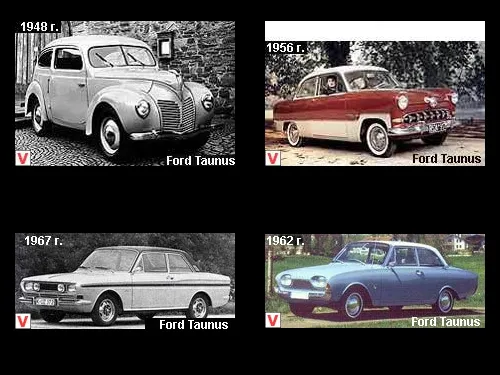 1948 г.
V
Ford Taunus
1956 г.
V
Ford Taunus
1967 г.
V
Ford Taunus
1962 г.
V
Ford Taunus